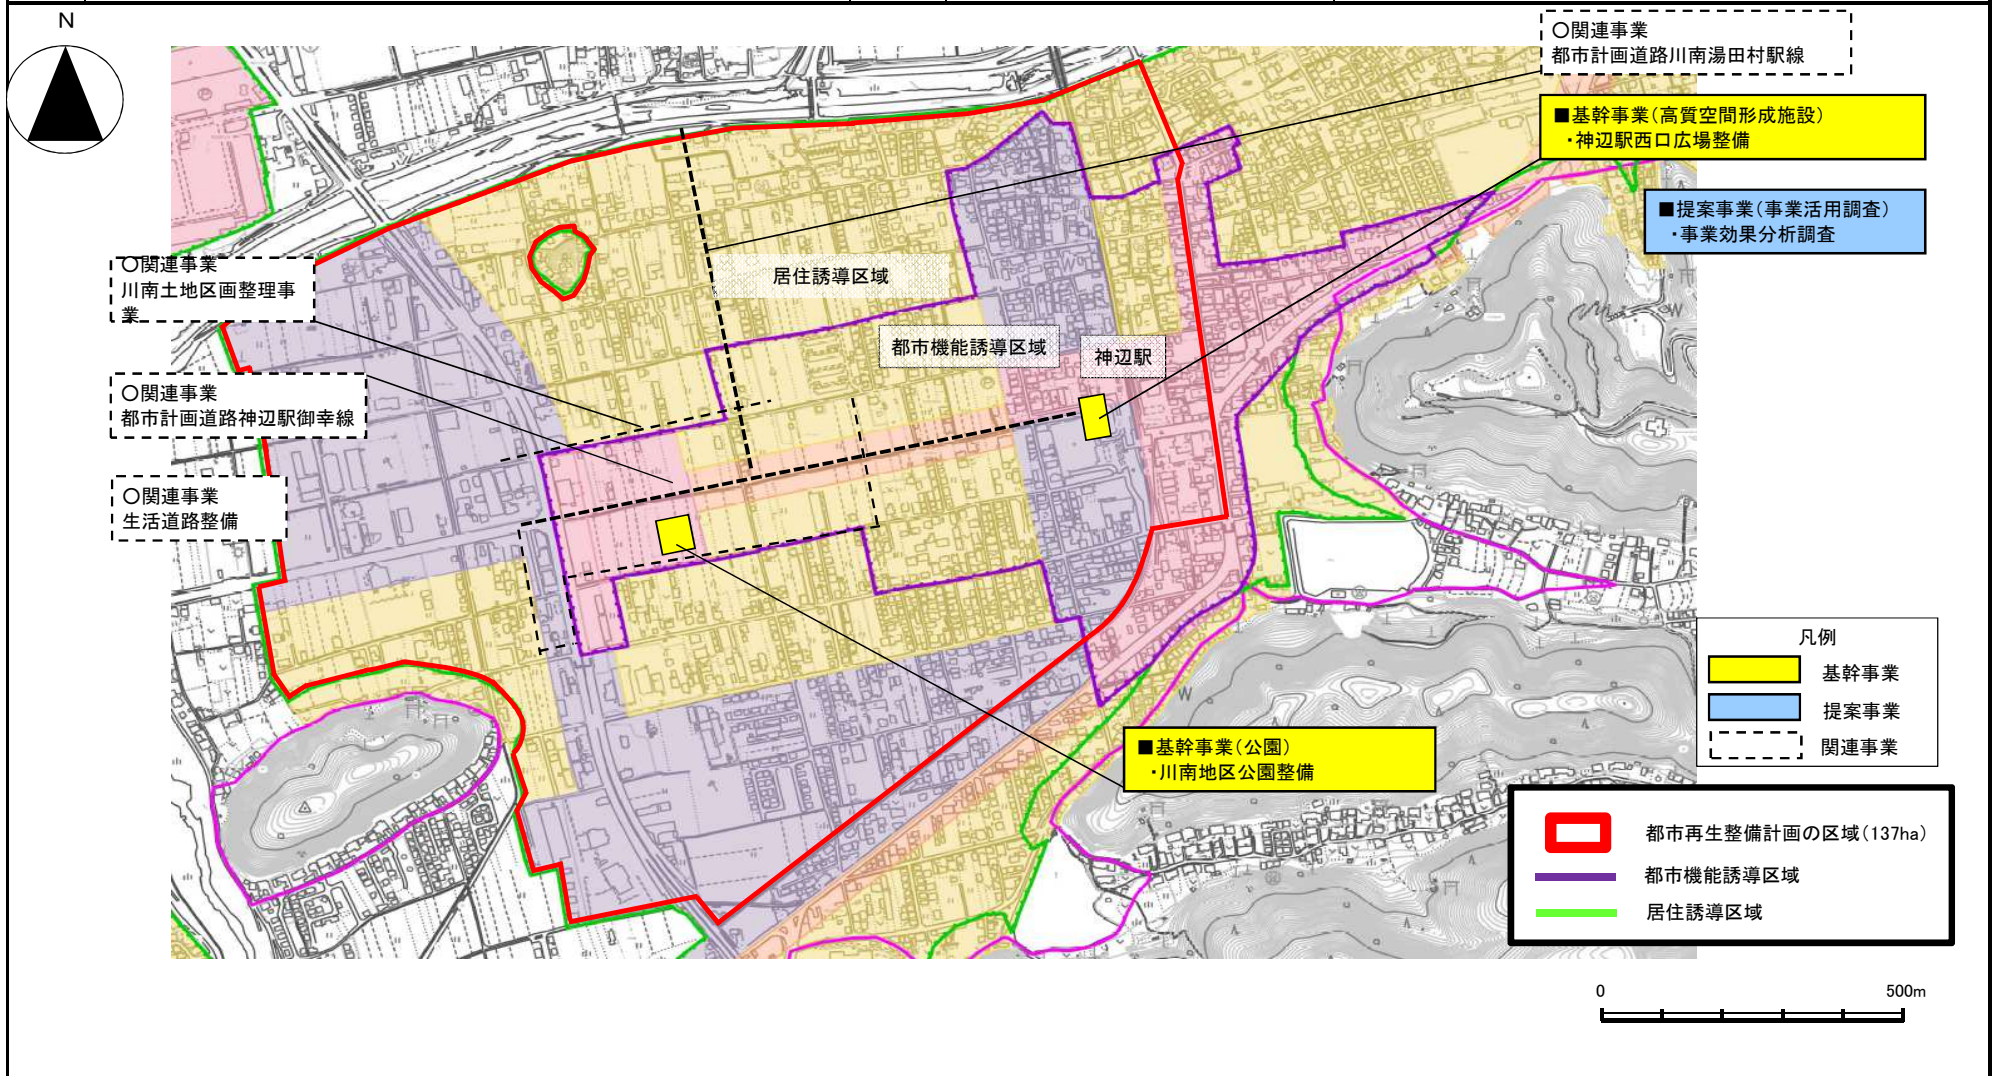 N
〇関連事業
都市計画道路川南湯田村駅線
■基幹事業(高質空間形成施設)
・神辺駅西口広場整備
■提案事業(事業活用調査)
・事業効果分析調査
〇関連事業
川南土地区画整理事
業
居住誘導区域
都市機能誘導区域
神辺駅
〇関連事業
都市計画道路神辺駅御幸線
〇関連事業
生活道路整備
凡例
基幹事業
提案事業
関連事業
■基幹事業(公園)
・川南地区公園整備
都市再生整備計画の区域(137ha)
都市機能誘導区域
居住誘導区域
0 500m